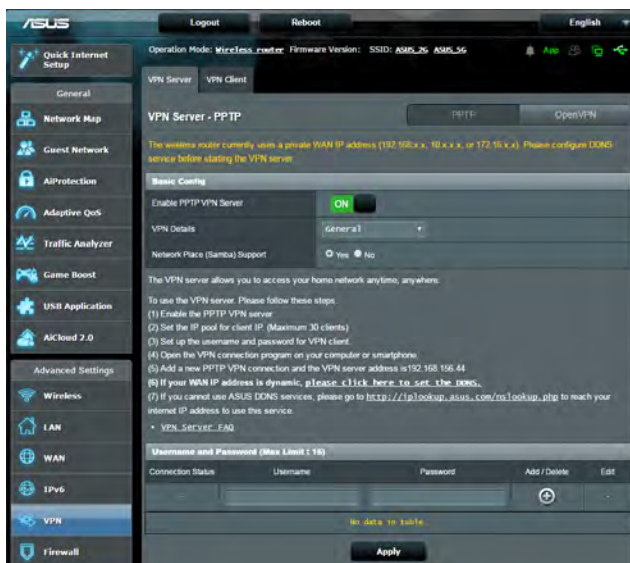 ASUS
Logout
Reboot
English
Quick Internet Setup
Operation Mode: Wireless router Firmware Version: SSID: ASUS_2G ASUS_5G
App
VPN Server
VPN Client
General
Network Map
Guest Network
AiProtection
Adaptive QoS
Traffic Analyzer
Game Boost
USB Application
AiCloud 2.0
Advanced Settings
Wireless
LAN
WAN
IPv6
VPN
Firewall
VPN Server - PPTP
PPTP
OpenVPN
The wireless router currently uses a private WAN IP address (192.168.x.x, 10.x.x.x, or 172.16.x.x). Please configure DDNS
service before starting the VPN server.
Basic Config
Enable PPTP VPN Server
ON
VPN Details
General
Network Place (Samba) Support
Yes
No
The VPN server allows you to access your home network anytime, anywhere.
To use the VPN server. Please follow these steps.
(1) Enable the PPTP VPN server
(2) Set the IP pool for client IP. (Maximum 30 clients)
(3) Set up the username and password for VPN client.
(4) Open the VPN connection program on your computer or smartphone.
(5) Add a new PPTP VPN connection and the VPN server address is192.168.156.44
(6) If your WAN IP address is dynamic, please click here to set the DDNS.
(7) If you cannot use ASUS DDNS services, please go to http://iplookup.asus.com/nslookup.php to reach your
internet IP address to use this service.
VPN Server FAQ
Username and Password (Max Limit : 16)
Connection Status
Username
Password
Add / Delete
Edit
-
-
No data in table.
Apply